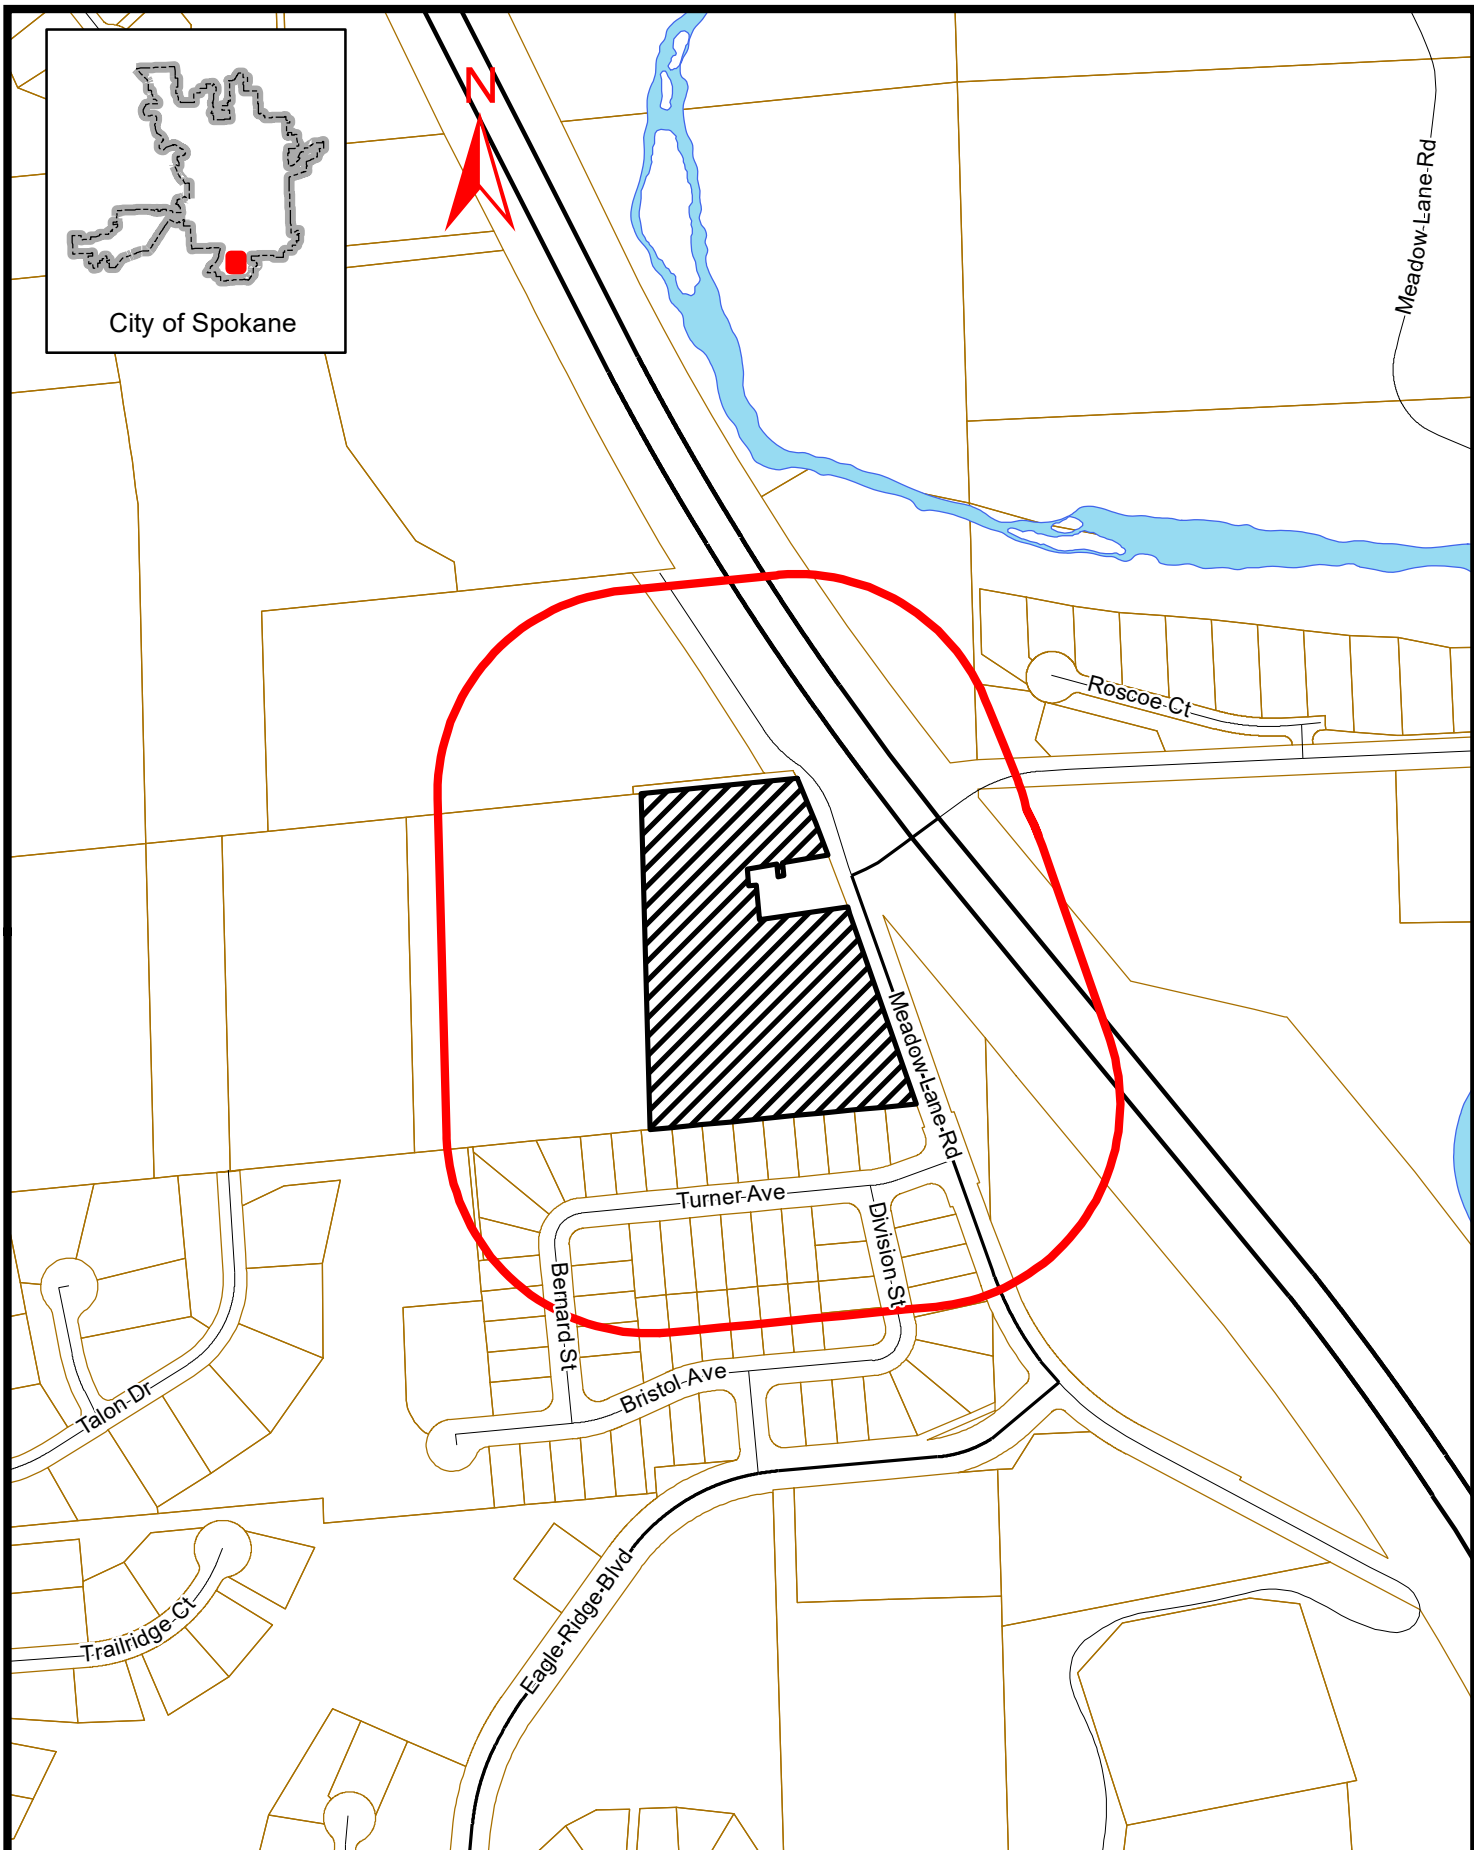 N
City of Spokane
Meadow Lane Rd
Roscoe Ct
Meadow Lane Rd
Turner Ave
Division St
Bernard St
Bristol Ave
Talon Dr
Eagle Ridge Blvd
Trailridge Ct